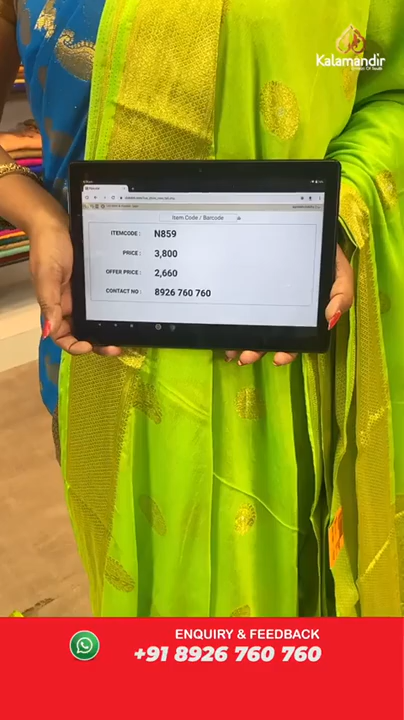 Kalamandir
Item Code / Barcode
ITEMCODE : N859
PRICE : 3,800
OFFER PRICE : 2,660
CONTACT NO : 8926 760 760
ENQUIRY & FEEDBACK
+91 8926 760 760